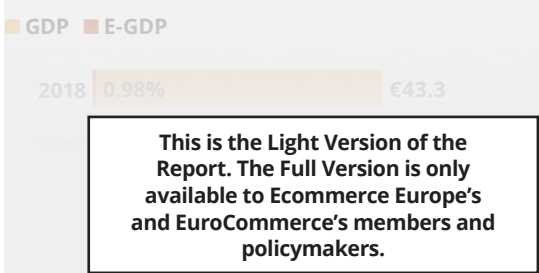 GDP E-GDP
2018 0.98% €43.3
This is the Light Version of the
Report. The Full Version is only
available to Ecommerce Europe’s
and EuroCommerce’s members and
policymakers.